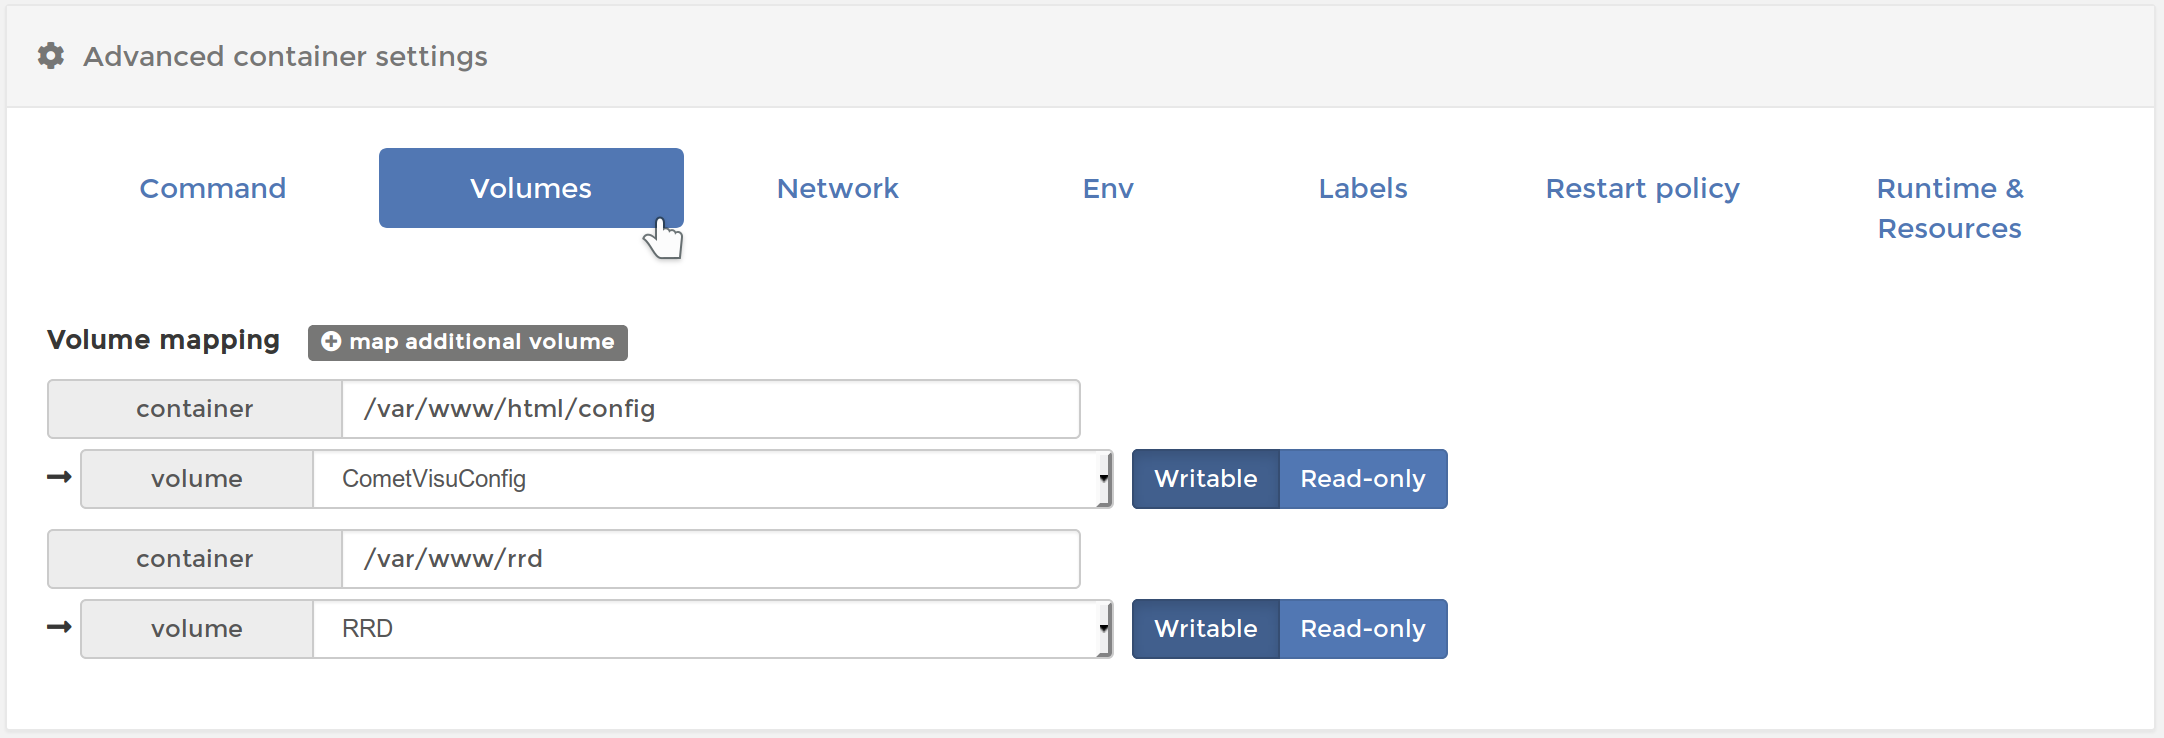 Advanced container settings
Command Volumes Network Env Labels Restart policy Runtime &
Resources
Volume mapping map additional volume
container /var/www/html/config
volume CometVisuConfig Writable Read-only
container /var/www/rrd
volume RRD Writable Read-only